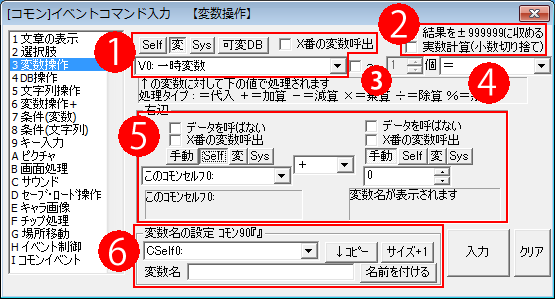 [コモン]イベントコマンド入力 【変数操作】
1 文章の表示
2 選択肢
3 変数操作
4 DB操作
5 文字列操作
6 変数操作+
7 条件(変数)
8 条件(文字列)
9 キー入力
A ピクチャ
B 画面処理
C サウンド
D セーブ・ロード操作
E キャラ画像
F チップ処理
G 場所移動
H イベント制御
I コモンイベント
1
Self 変 Sys 可変DB X番の変数呼出
V0: 一時変数
2
結果を±999999に収める
実数計算(小数切り捨て)
3
~ 1 個 =
4
↑の変数に対して下の値で処理されます
処理タイプ:=代入 +=加算 -=減算 ×=乗算 ÷=除算 %=
右辺
5
データを呼ばない
X番の変数呼出
手動 Self 変 Sys
このコモンセルフ0:
このコモンセルフ0:
+
データを呼ばない
X番の変数呼出
手動 Self 変 Sys
0
変数名が表示されます
6
変数名の設定 コモン90『』
CSelf0: ↓コピー サイズ+1
変数名 名前を付ける
入力 クリア